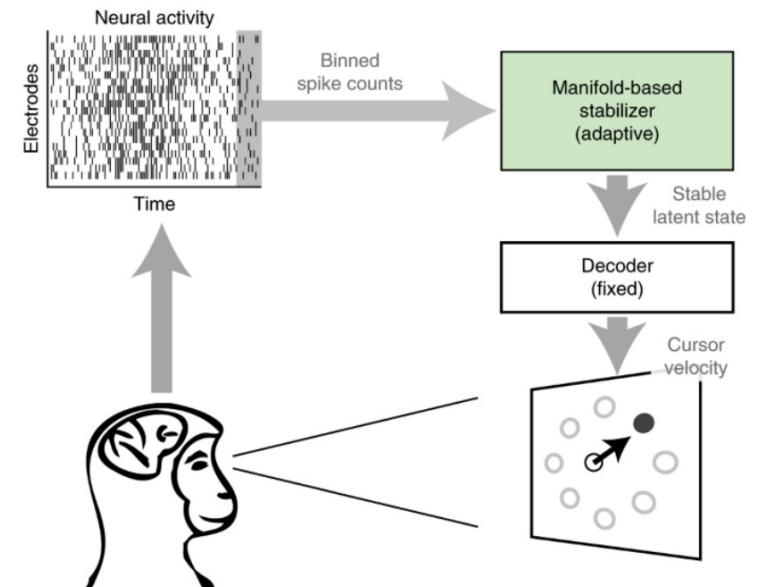 Neural activity
Electrodes
Time
Binned
spike counts
Manifold-based
stabilizer
(adaptive)
Stable
latent state
Decoder
(fixed)
Cursor
velocity